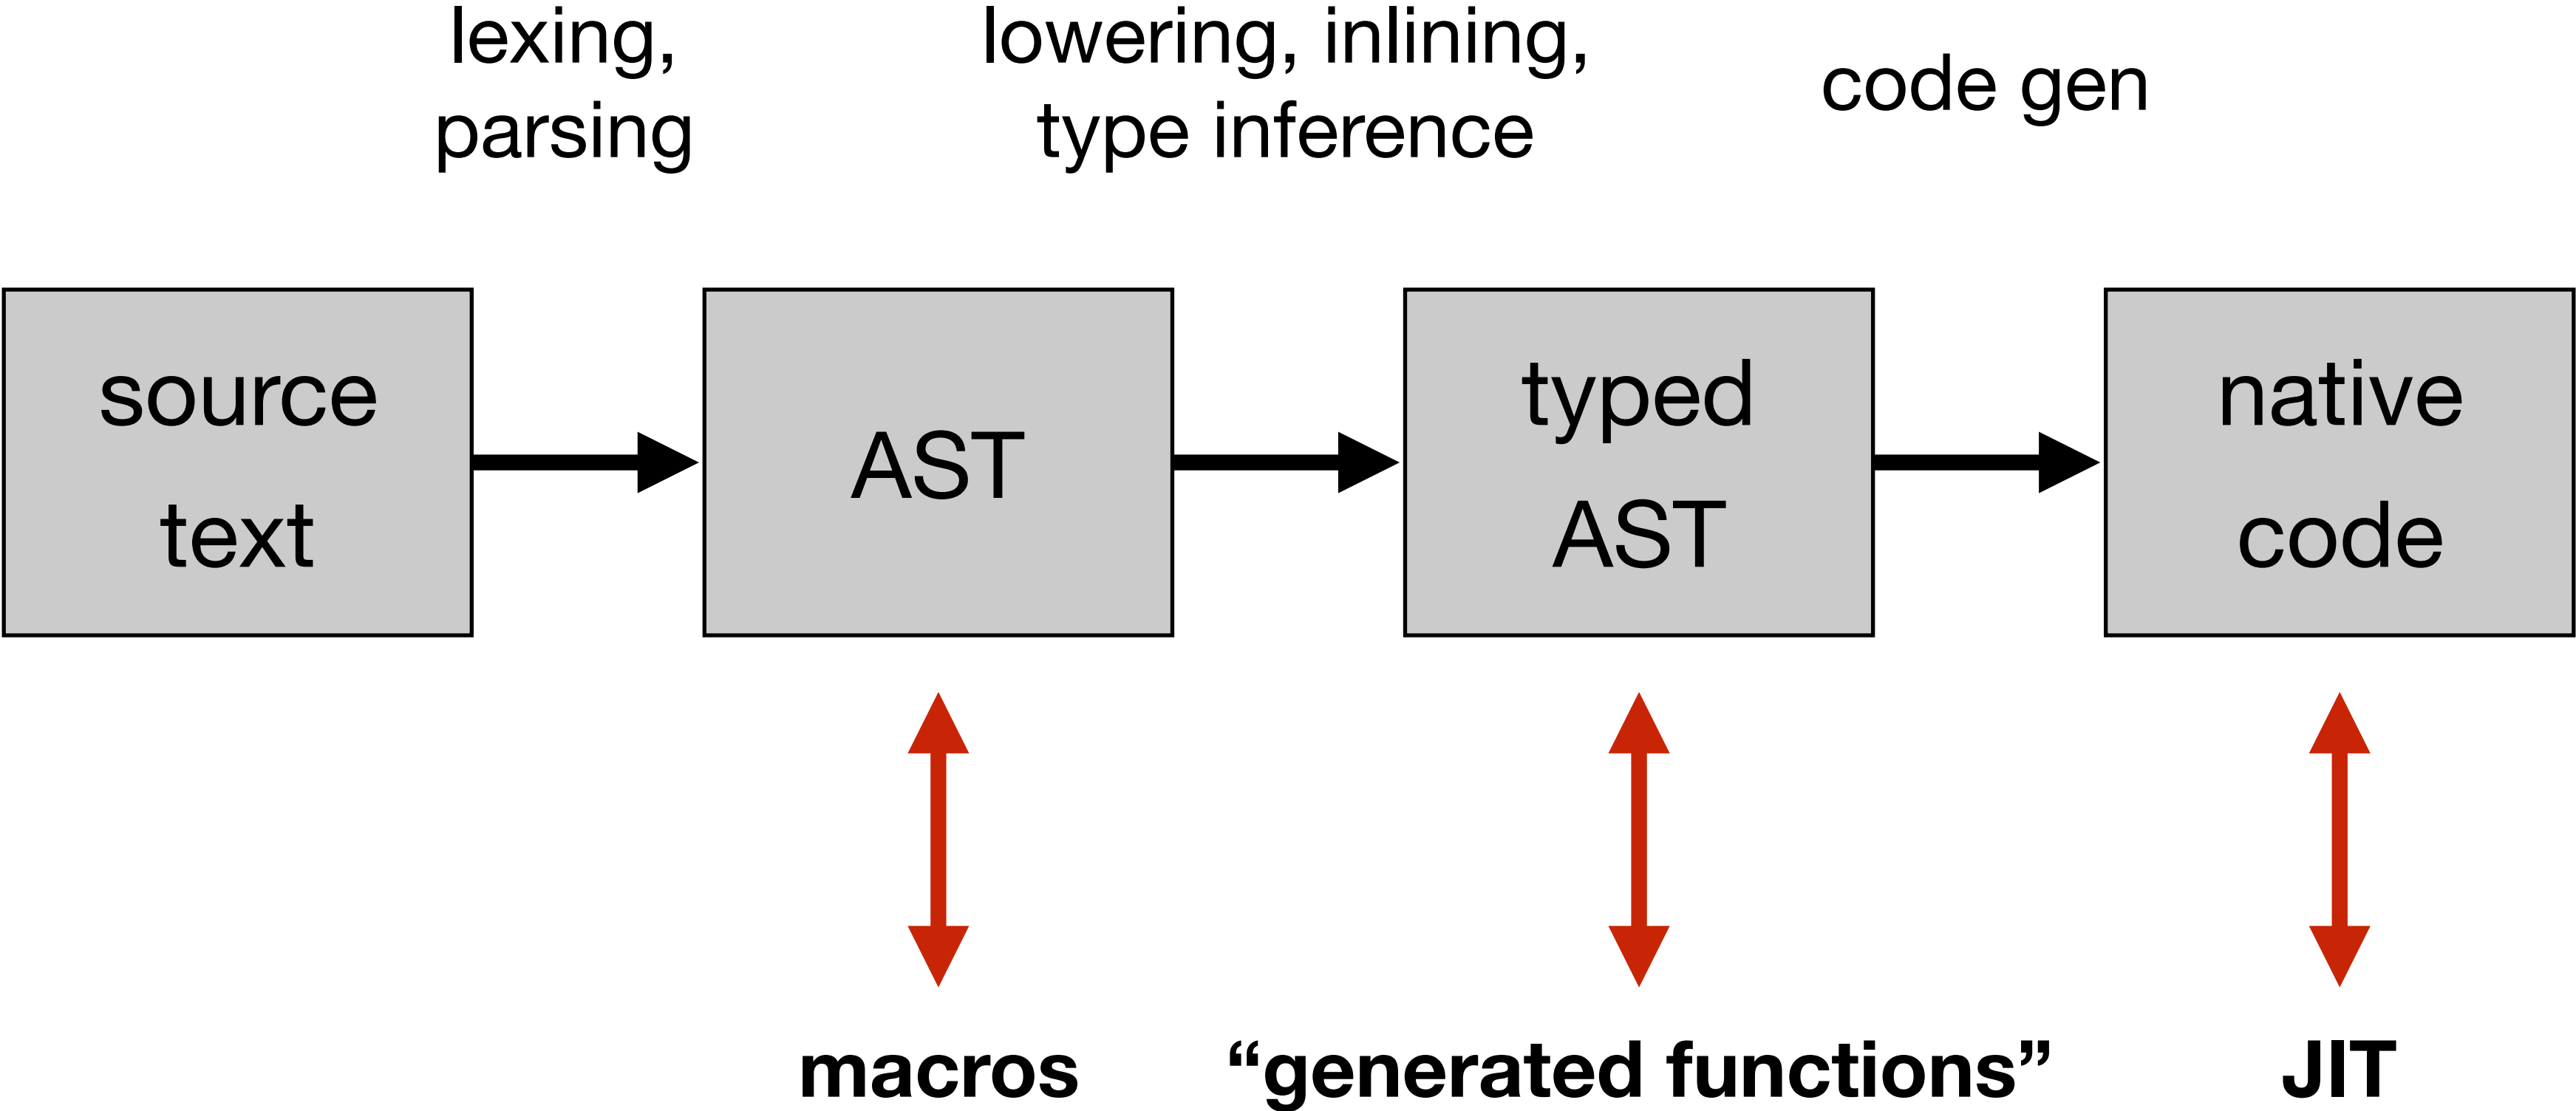 lexing,
parsing
lowering, inlining,
type inference
code gen
source
text
AST
typed
AST
native
code
macros
“generated functions”
JIT